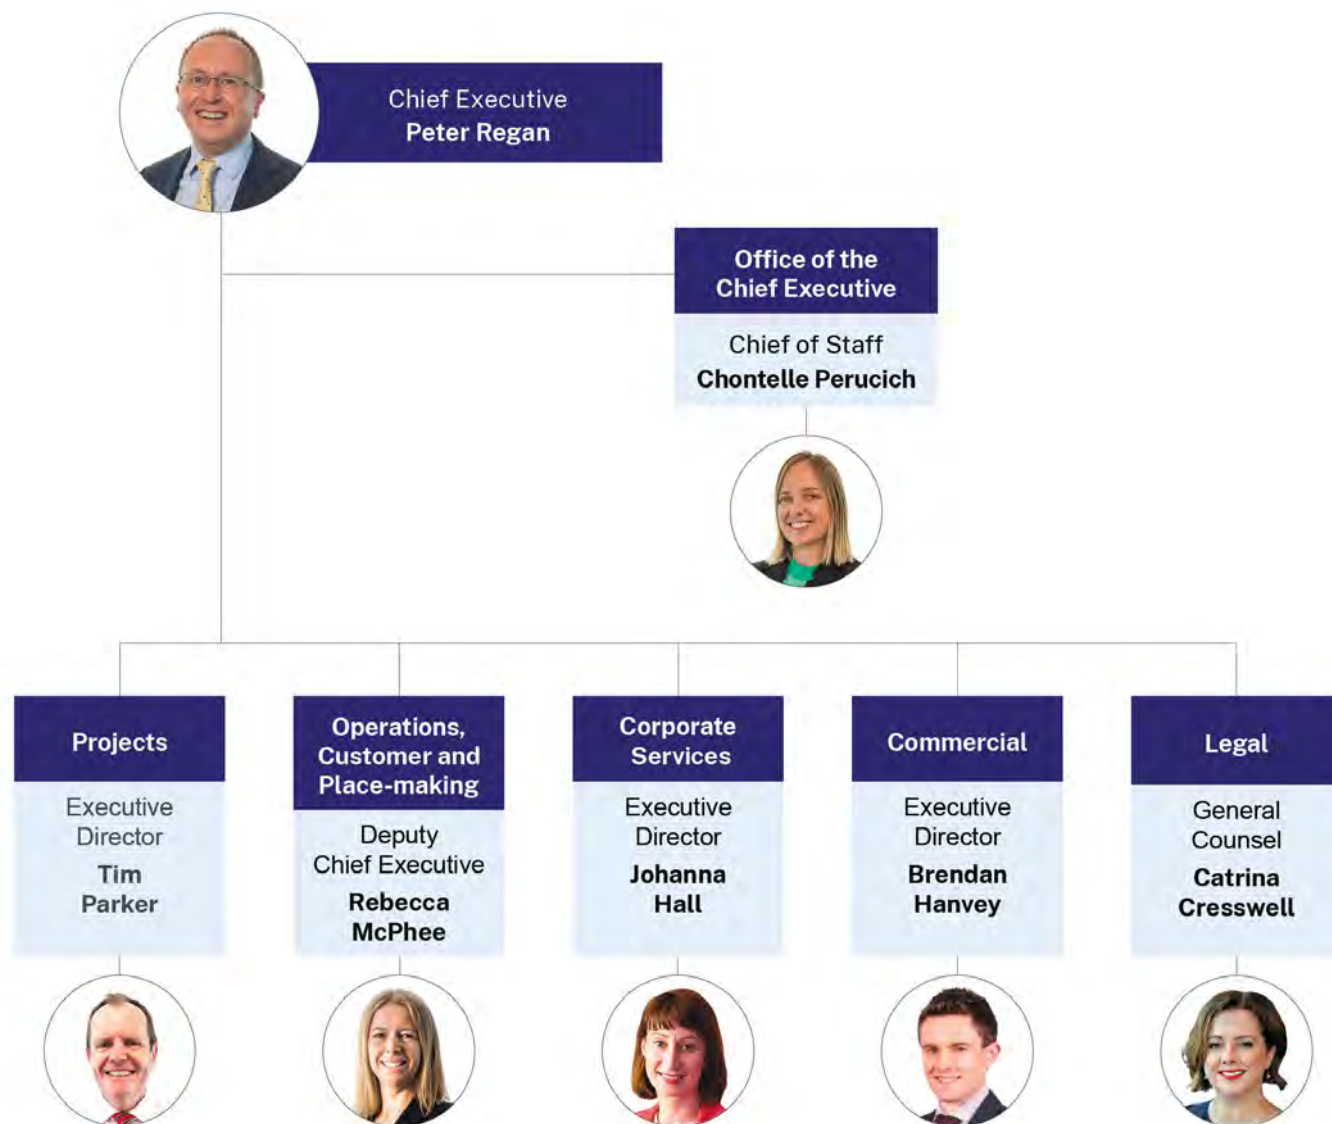 Chief Executive
Peter Regan
Office of the
Chief Executive
Chief of Staff
Chontelle Perucich
Projects
Executive
Director
Tim
Parker
Operations,
Customer and
Place-making
Deputy
Chief Executive
Rebecca
McPhee
Corporate
Services
Executive
Director
Johanna
Hall
Commercial
Executive
Director
Brendan
Hanvey
Legal
General
Counsel
Catrina
Cresswell